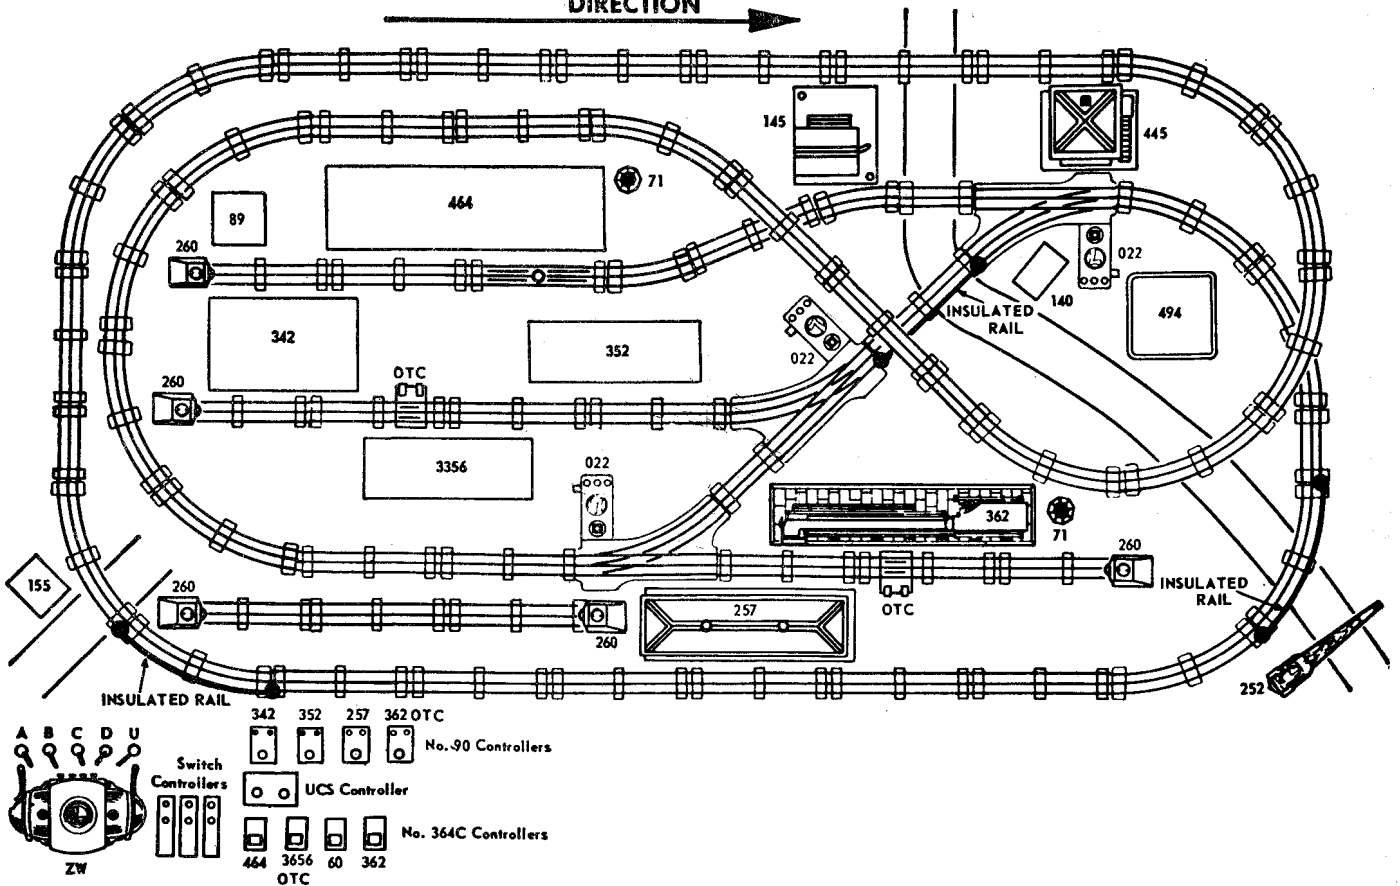 DIRECTION
145
445
71
464
89
260
022
140
INSULATED
RAIL
494
342
352
022
260
OTC
3356
022
362
71
260
INSULATED
RAIL
155
260
OTC
257
260
252
INSULATED RAIL
342 352 257 362 OTC
No. 90 Controllers
A B C D U
Switch
Controllers
UCS Controller
No. 364C Controllers
ZW
464 3656 60 362
OTC